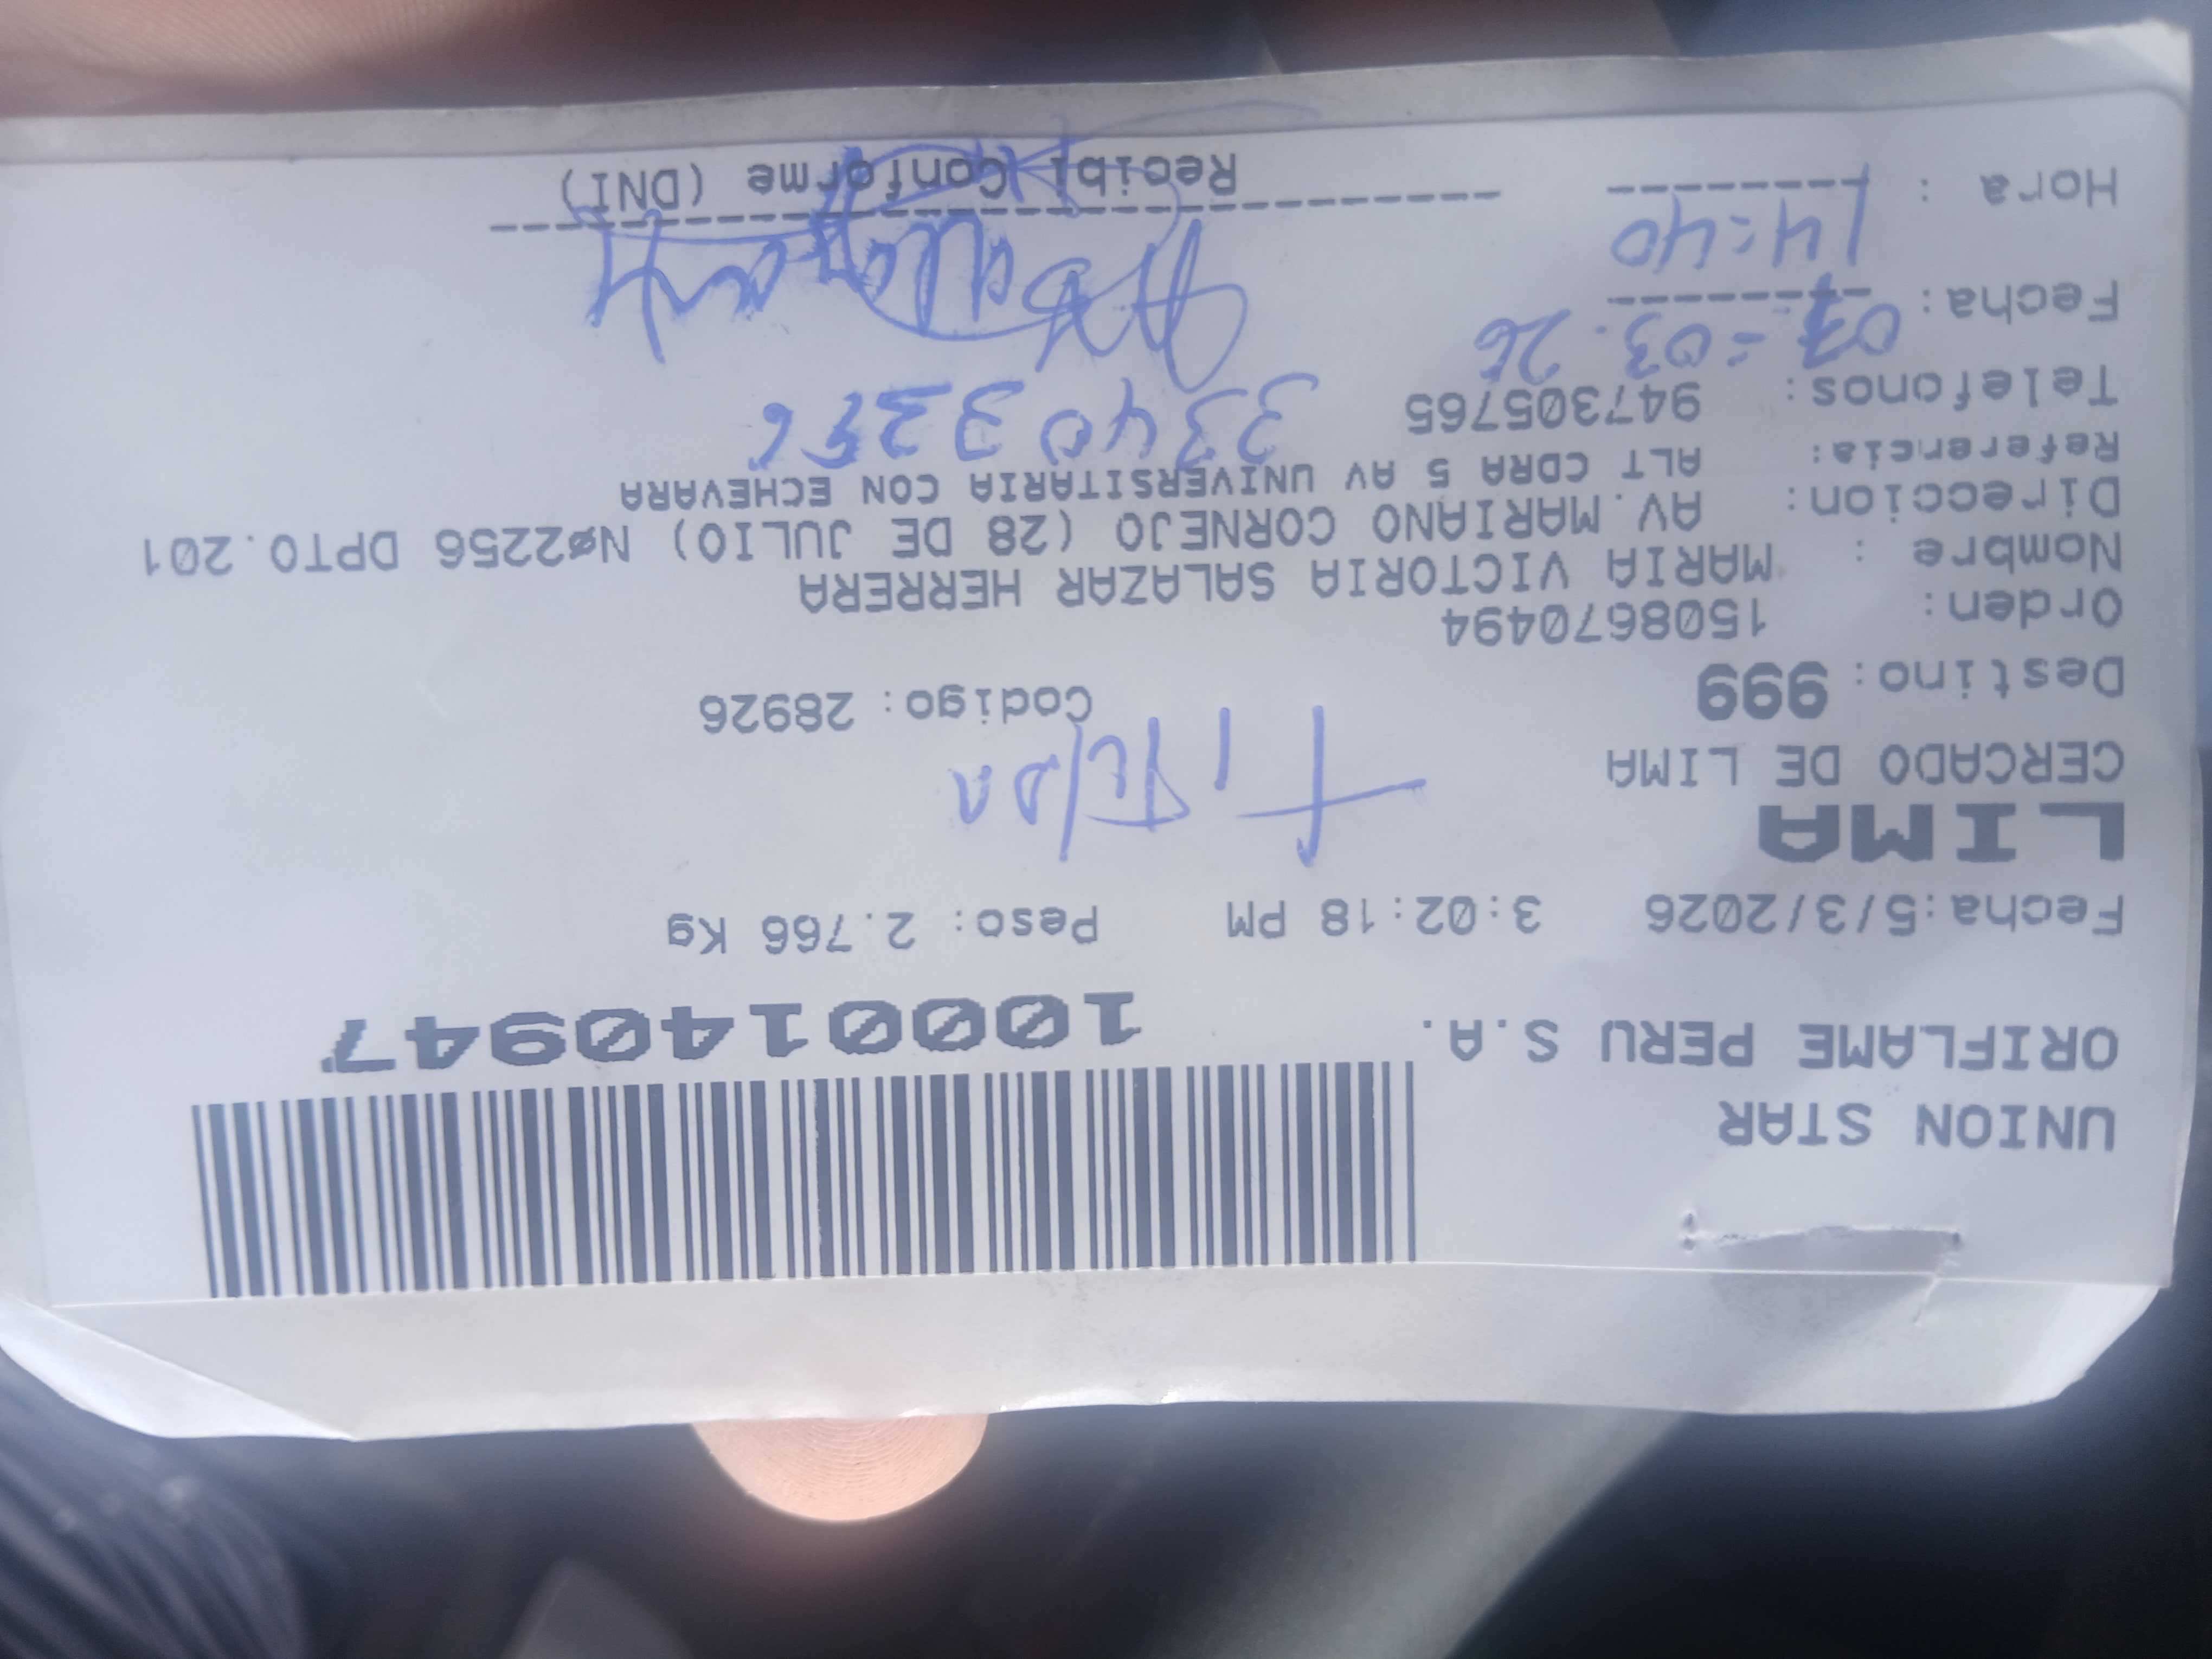 UNION STAR
ORIFLAME PERU S.A.
1000140947
Fecha:5/3/2026 3:02:18 PM Peso: 2.766 Kg
LIMA
CERCADO DE LIMA
Destino: 999 Codigo: 28926
Orden: 1508670494
Nombre : MARIA VICTORIA SALAZAR HERRERA
Direccion: AV.MARIANO CORNEJO (28 DE JULIO) Nø2256 DPTO.201
Referencia: ALT CDRA 5 AV UNIVERSITARIA CON ECHEVARA
Telefonos: 947305765
Fecha: 07=03.26
Hora : 14:40
Recibi Conforme (DNI)